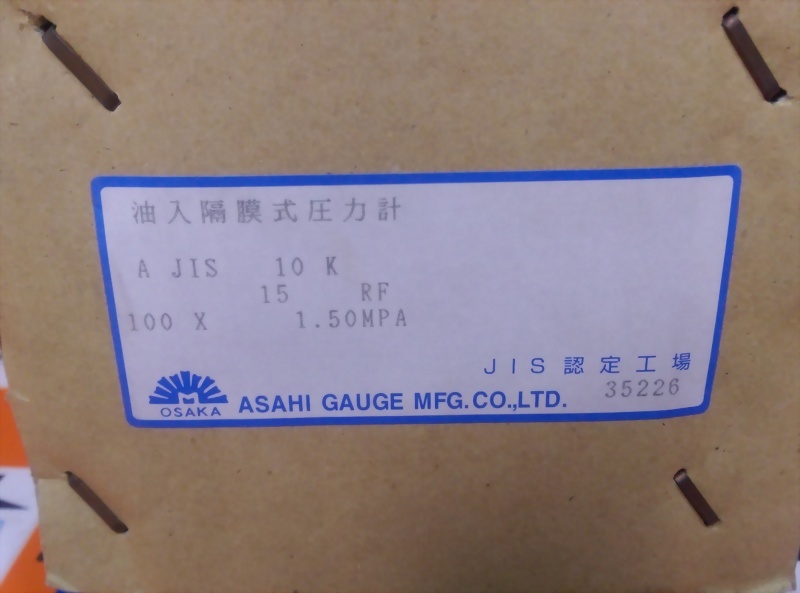 油入隔膜式圧力計
A JIS 10 K
15 RF
100 X 1.50MPA
JIS 認定工場
35226
OSAKA ASAHI GAUGE MFG.CO.,LTD.